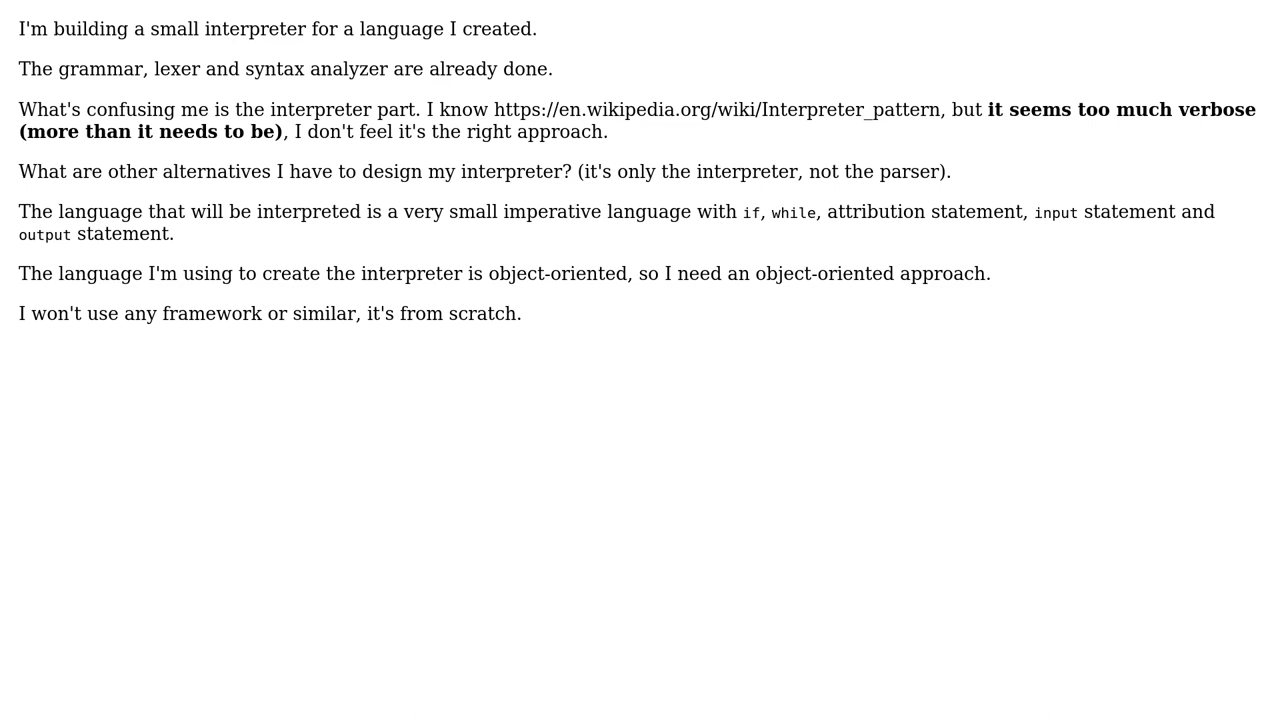 I'm building a small interpreter for a language I created.
The grammar, lexer and syntax analyzer are already done.
What's confusing me is the interpreter part. I know https://en.wikipedia.org/wiki/Interpreter_pattern, but it seems too much verbose
(more than it needs to be), I don't feel it's the right approach.
What are other alternatives I have to design my interpreter? (it's only the interpreter, not the parser).
The language that will be interpreted is a very small imperative language with if, while, attribution statement, input statement and
output statement.
The language I'm using to create the interpreter is object-oriented, so I need an object-oriented approach.
I won't use any framework or similar, it's from scratch.